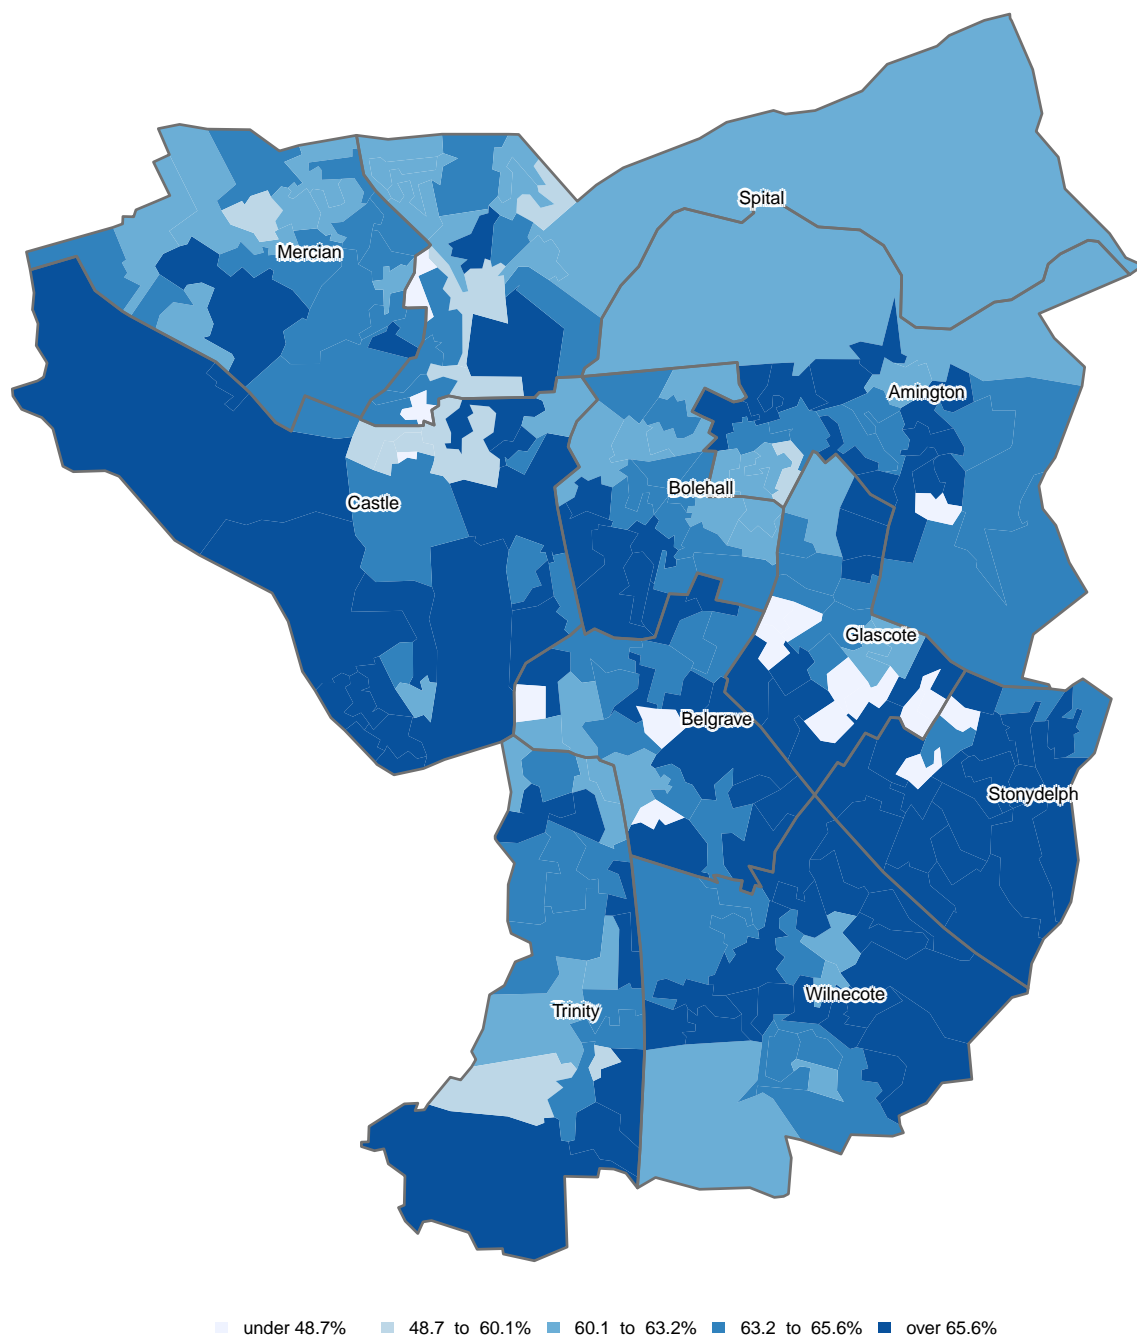 Spital
Mercian
Amington
Bolehall
Castle
Glascote
Belgrave
Stonydelph
Wilnecote
Trinity
under 48.7% 48.7 to 60.1% 60.1 to 63.2% 63.2 to 65.6% over 65.6%